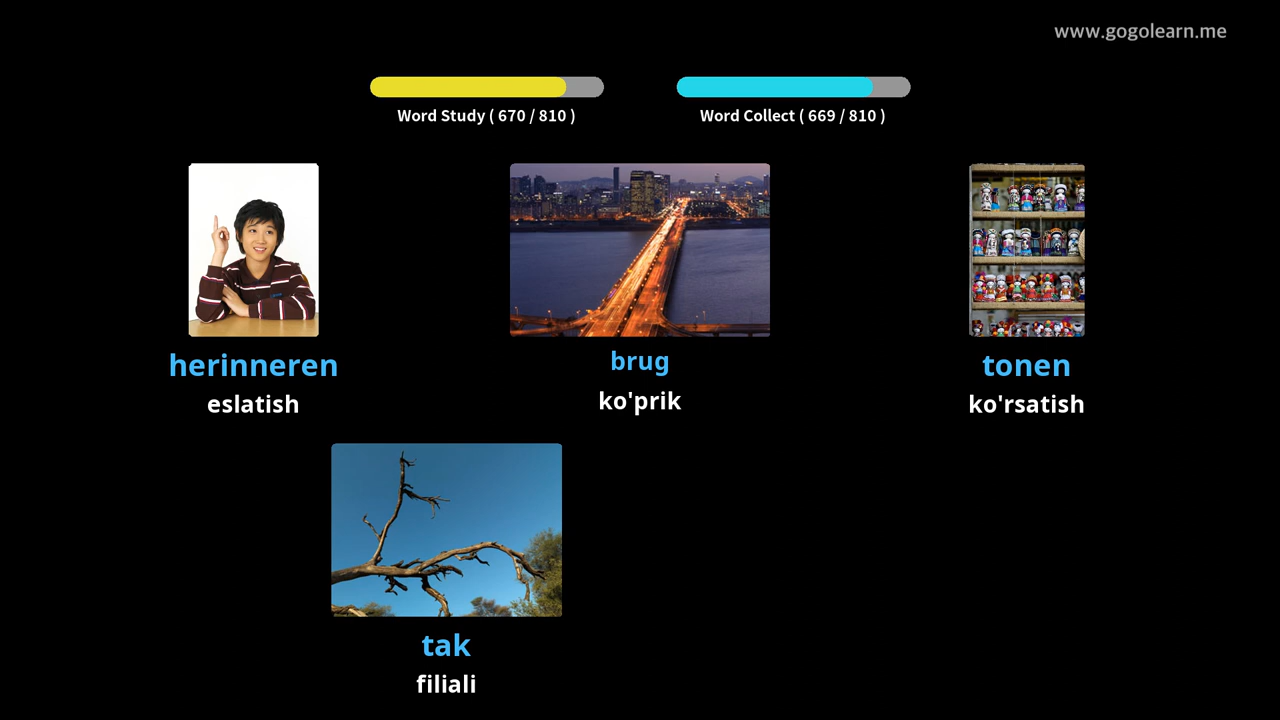 www.gogolearn.me
Word Study ( 670 / 810 )
Word Collect ( 669 / 810 )
herinneren
eslatish
brug
ko'prik
tonen
ko'rsatish
tak
filiali